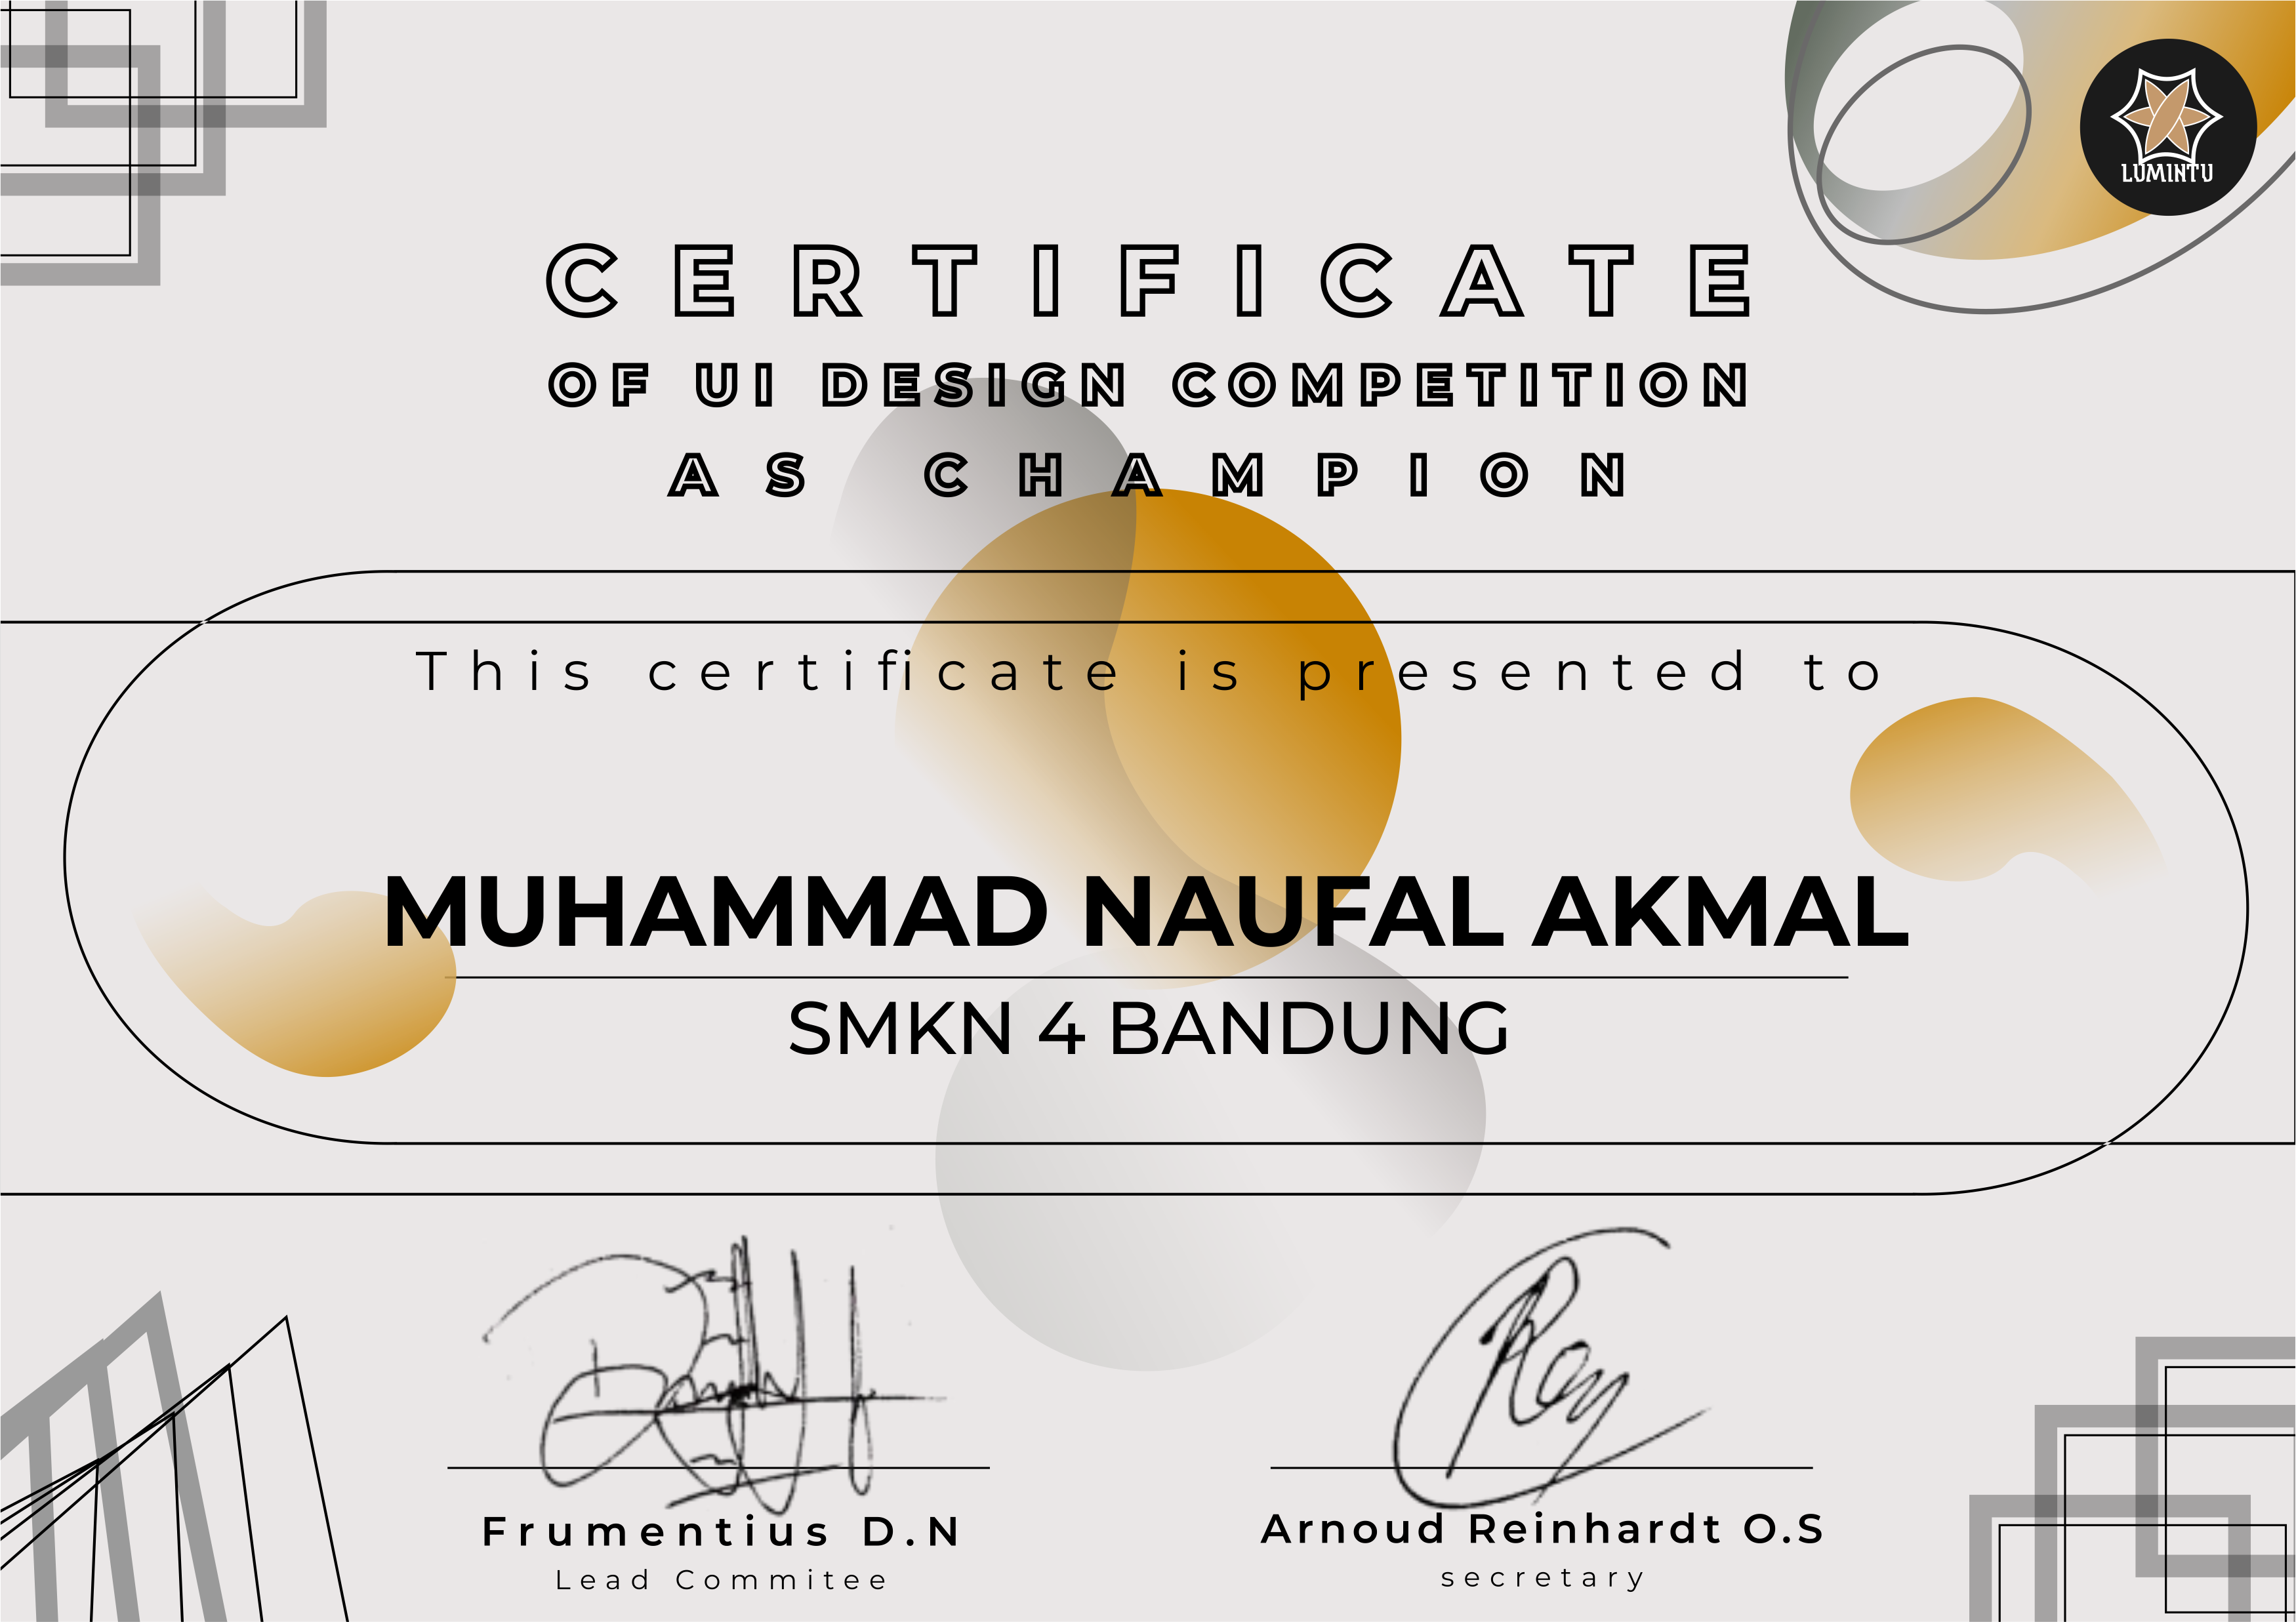 LUMINTU
CERTIFICATE
OF UI DESIGN COMPETITION
AS CHAMPION
This certificate is presented to
MUHAMMAD NAUFAL AKMAL
SMKN 4 BANDUNG
Frumentius D.N
Lead Commitee
Arnoud Reinhardt O.S
secretary